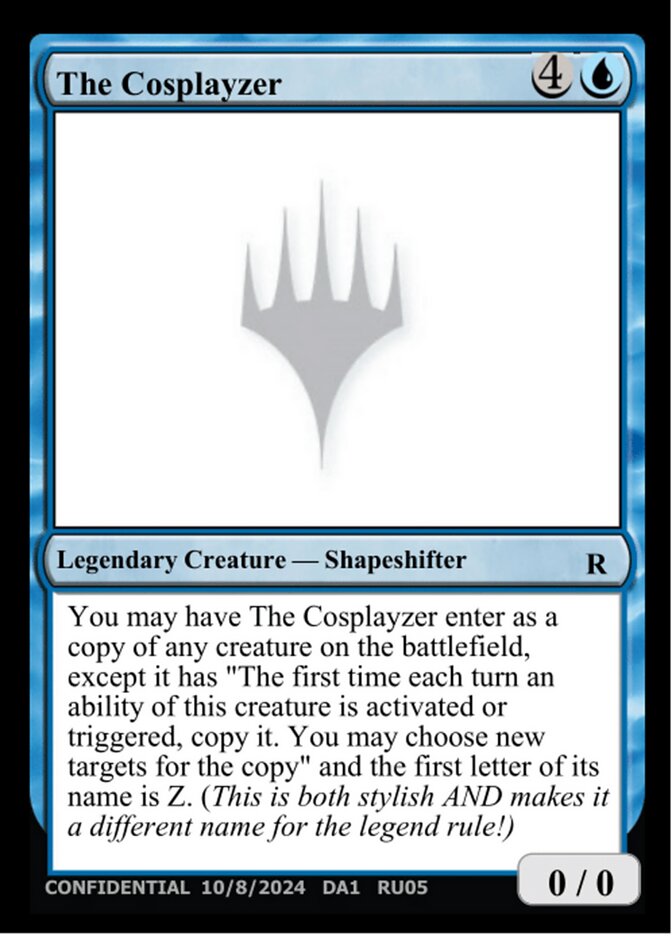 The Cosplayzer 4
Legendary Creature — Shapeshifter R
You may have The Cosplayzer enter as a
copy of any creature on the battlefield,
except it has "The first time each turn an
ability of this creature is activated or
triggered, copy it. You may choose new
targets for the copy" and the first letter of its
name is Z. (This is both stylish AND makes it
a different name for the legend rule!)
0 / 0
CONFIDENTIAL 10/8/2024 DA1 RU05